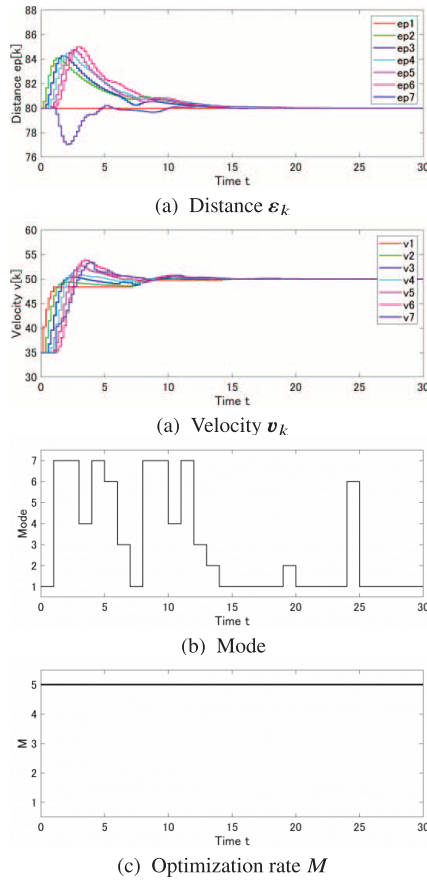 Distance ep[k]
88
86
84
82
80
78
76
0 5 10 15 20 25 30
Time t
ep1
ep2
ep3
ep4
ep5
ep6
ep7
(a) Distance εₖ
Velocity v[k]
60
55
50
45
40
35
30
0 5 10 15 20 25 30
Time t
v1
v2
v3
v4
v5
v6
v7
(a) Velocity vₖ
Mode
7
6
5
4
3
2
1
0 5 10 15 20 25 30
Time t
(b) Mode
M
5
4
3
2
1
0 5 10 15 20 25 30
Time t
(c) Optimization rate M